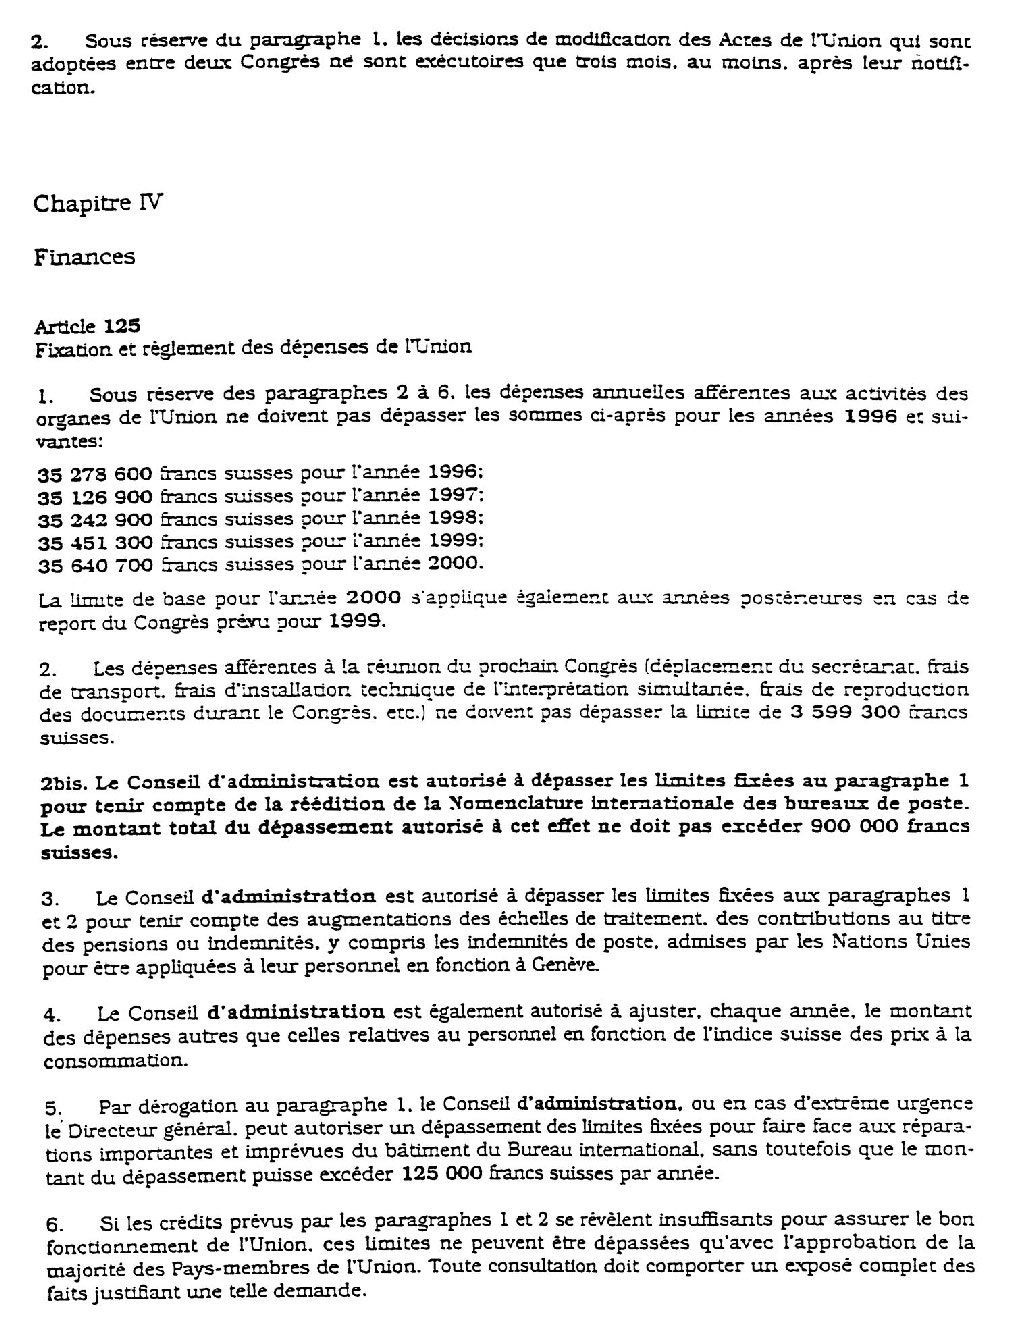 2. Sous réserve du paragraphe 1, les décisions de modification des Actes de l'Union qui sont
adoptées entre deux Congrès ne sont exécutoires que trois mois, au moins, après leur notifi-
cation.
Chapitre IV
Finances
Article 125
Fixation et règlement des dépenses de l'Union
1. Sous réserve des paragraphes 2 à 6, les dépenses annuelles afférentes aux activités des
organes de l'Union ne doivent pas dépasser les sommes ci-après pour les années 1996 et sui-
vantes:
35 278 600 francs suisses pour l'année 1996;
35 126 900 francs suisses pour l'année 1997;
35 242 900 francs suisses pour l'année 1998;
35 451 300 francs suisses pour l'année 1999;
35 640 700 francs suisses pour l'année 2000.
La limite de base pour l'année 2000 s'applique également aux années postérieures en cas de
report du Congrès prévu pour 1999.
2. Les dépenses afférentes à la réunion du prochain Congrès (déplacement du secrétariat, frais
de transport, frais d'installation technique de l'interprétation simultanée, frais de reproduction
des documents durant le Congrès, etc.) ne doivent pas dépasser la limite de 3 599 300 francs
suisses.
2bis. Le Conseil d'administration est autorisé à dépasser les limites fixées au paragraphe 1
pour tenir compte de la réédition de la Nomenclature internationale des bureaux de poste.
Le montant total du dépassement autorisé à cet effet ne doit pas excéder 900 000 francs
suisses.
3. Le Conseil d'administration est autorisé à dépasser les limites fixées aux paragraphes 1
et 2 pour tenir compte des augmentations des échelles de traitement, des contributions au titre
des pensions ou indemnités, y compris les indemnités de poste, admises par les Nations Unies
pour être appliquées à leur personnel en fonction à Genève.
4. Le Conseil d'administration est également autorisé à ajuster, chaque année, le montant
des dépenses autres que celles relatives au personnel en fonction de l'indice suisse des prix à la
consommation.
5. Par dérogation au paragraphe 1, le Conseil d'administration, ou en cas d'extrême urgence
le Directeur général, peut autoriser un dépassement des limites fixées pour faire face aux répara-
tions importantes et imprévues du bâtiment du Bureau international, sans toutefois que le mon-
tant du dépassement puisse excéder 125 000 francs suisses par année.
6. Si les crédits prévus par les paragraphes 1 et 2 se révèlent insuffisants pour assurer le bon
fonctionnement de l'Union, ces limites ne peuvent être dépassées qu'avec l'approbation de la
majorité des Pays-membres de l'Union. Toute consultation doit comporter un exposé complet des
faits justifiant une telle demande.